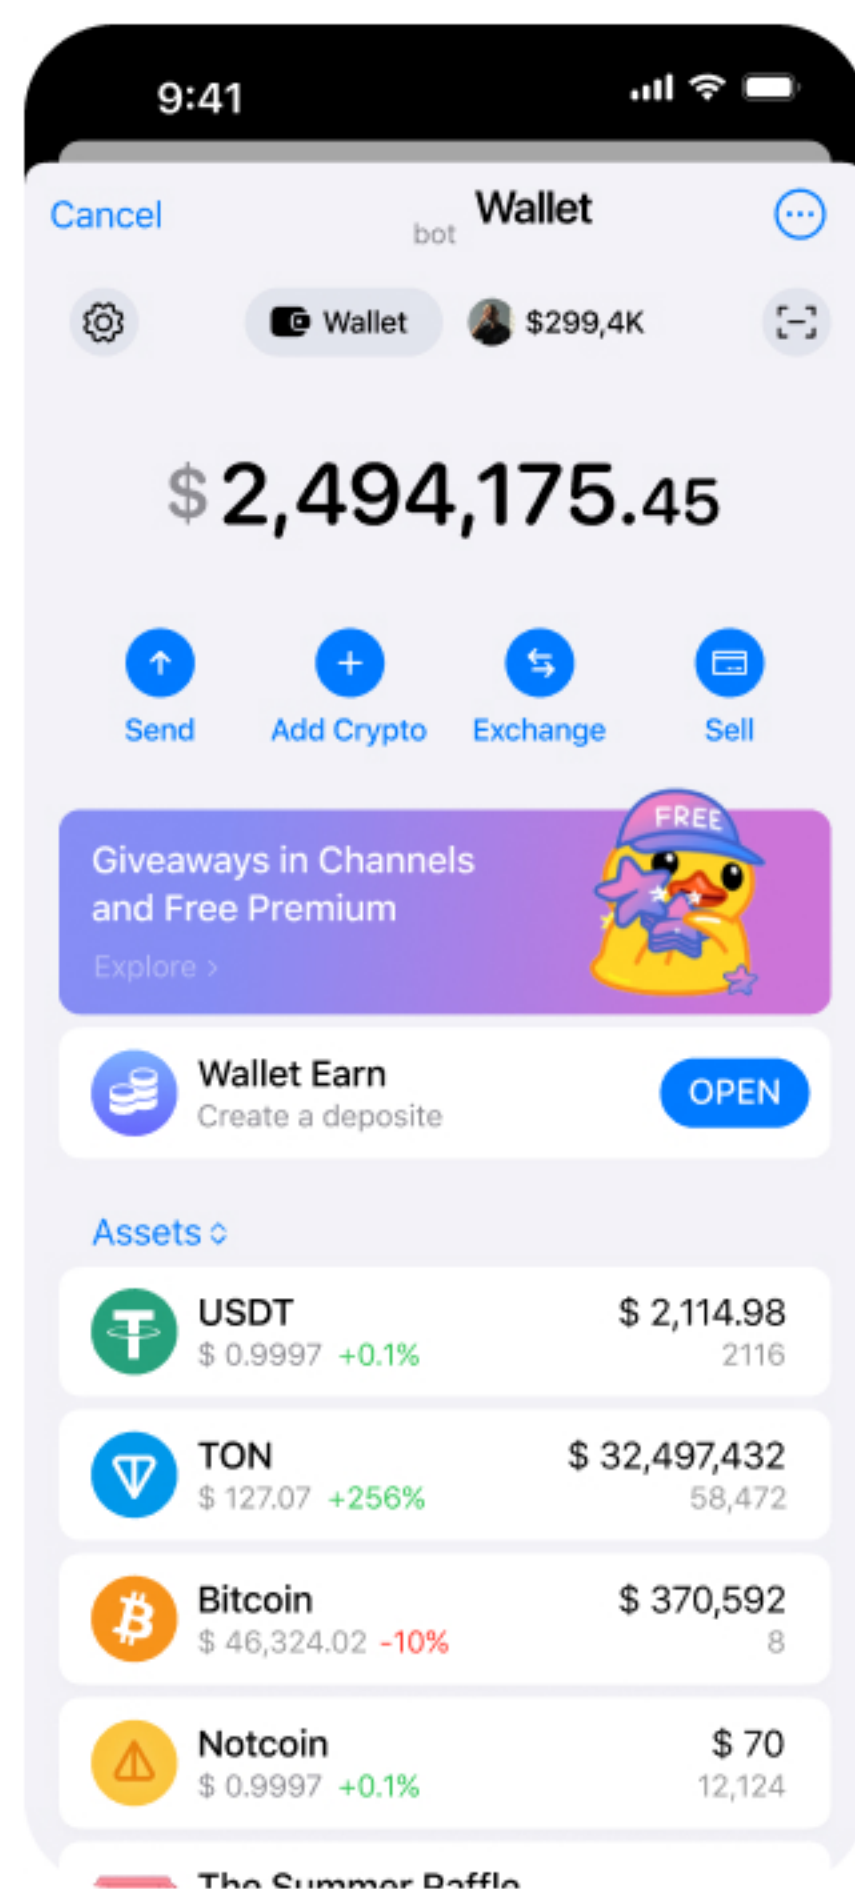 9:41
Cancel
Wallet
bot
Wallet
$299,4K
$2,494,175.45
Send
Add Crypto
Exchange
Sell
FREE
Giveaways in Channels
and Free Premium
Explore >
Wallet Earn
Create a deposite
OPEN
Assets
USDT
$ 2,114.98
$ 0.9997 +0.1%
2116
TON
$ 32,497,432
$ 127.07 +256%
58,472
Bitcoin
$ 370,592
$ 46,324.02 -10%
8
Notcoin
$ 70
$ 0.9997 +0.1%
12,124
The Summer Raffle